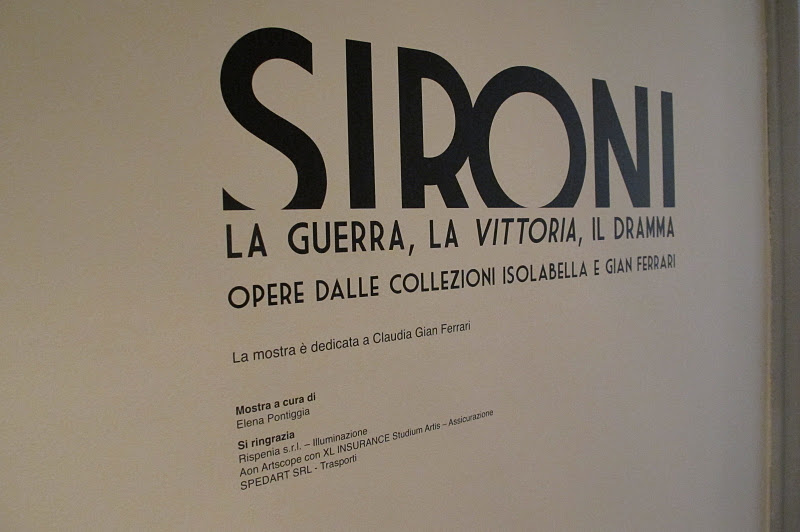 SIRONI
LA GUERRA, LA VITTORIA, IL DRAMMA
OPERE DALLE COLLEZIONI ISOLABELLA E GIAN FERRARI
La mostra è dedicata a Claudia Gian Ferrari
Mostra a cura di
Elena Pontiggia
Si ringrazia
Rispenia s.r.l. – Illuminazione
Aon Artscope con XL INSURANCE Studium Artis – Assicurazione
SPEDART SRL - Trasporti